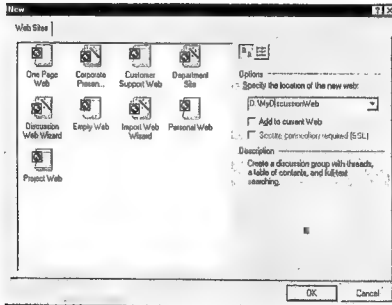 New
Web Sites
One Page Web
Corporate Presen...
Customer Support Web
Department Site
Discussion Web Wizard
Empty Web
Import Web Wizard
Personal Web
Project Web
Options
Specify the location of the new web:
D:\MyDiscussionWeb
Add to current Web
Secure connection required (SSL)
Description
Create a discussion group with threads,
a table of contents, and full-text
searching.
OK
Cancel